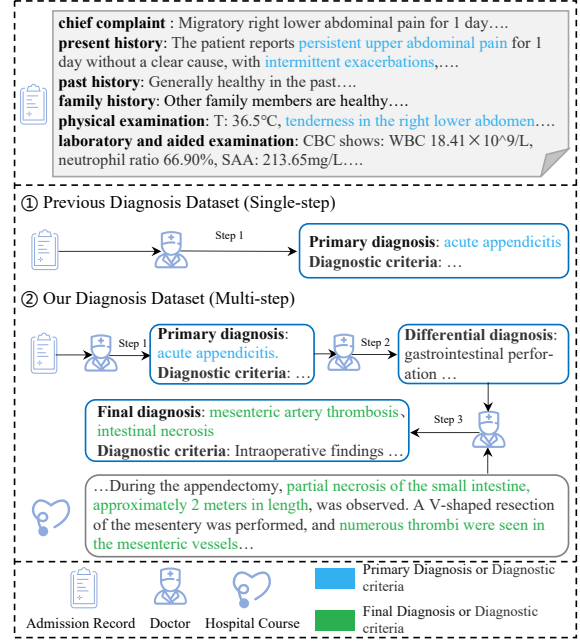 chief complaint : Migratory right lower abdominal pain for 1 day….
present history: The patient reports persistent upper abdominal pain for 1
day without a clear cause, with intermittent exacerbations,….
past history: Generally healthy in the past….
family history: Other family members are healthy….
physical examination: T: 36.5℃, tenderness in the right lower abdomen….
laboratory and aided examination: CBC shows: WBC 18.41×10^9/L,
neutrophil ratio 66.90%, SAA: 213.65mg/L….
① Previous Diagnosis Dataset (Single-step)
Step 1
Primary diagnosis: acute appendicitis
Diagnostic criteria: …
② Our Diagnosis Dataset (Multi-step)
Step 1
Primary diagnosis:
acute appendicitis.
Diagnostic criteria: …
Step 2
Differential diagnosis:
gastrointestinal perfor-
ation …
Step 3
Final diagnosis: mesenteric artery thrombosis、
intestinal necrosis
Diagnostic criteria: Intraoperative findings …
…During the appendectomy, partial necrosis of the small intestine,
approximately 2 meters in length, was observed. A V-shaped resection
of the mesentery was performed, and numerous thrombi were seen in
the mesenteric vessels…
Admission Record
Doctor
Hospital Course
Primary Diagnosis or Diagnostic
criteria
Final Diagnosis or Diagnostic
criteria